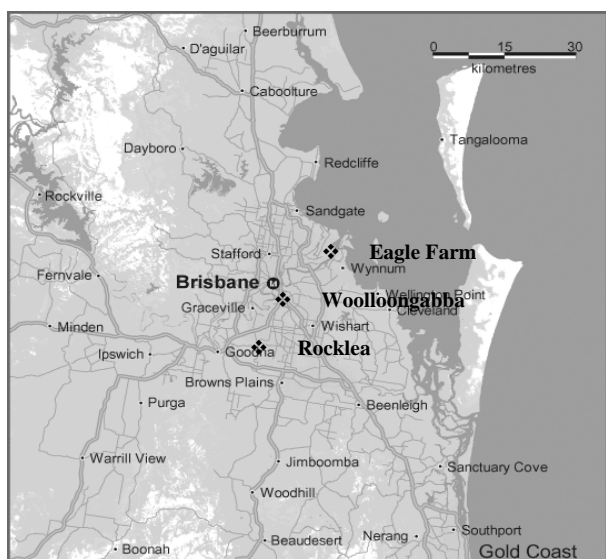 Beerburrum
D'aguilar
0 15 30
kilometres
Caboolture
Tangalooma
Dayboro
Redcliffe
Rockville
Sandgate
Stafford
Eagle Farm
Wynnum
Fernvale
Brisbane
Wellington Point
Woolloongabba
Graceville
Cleveland
Minden
Wishart
Ipswich
Goodna
Rocklea
Browns Plains
Purga
Beenleigh
Warrill View
Jimboomba
Sanctuary Cove
Woodhill
Southport
Nerang
Beaudesert
Boonah
Gold Coast